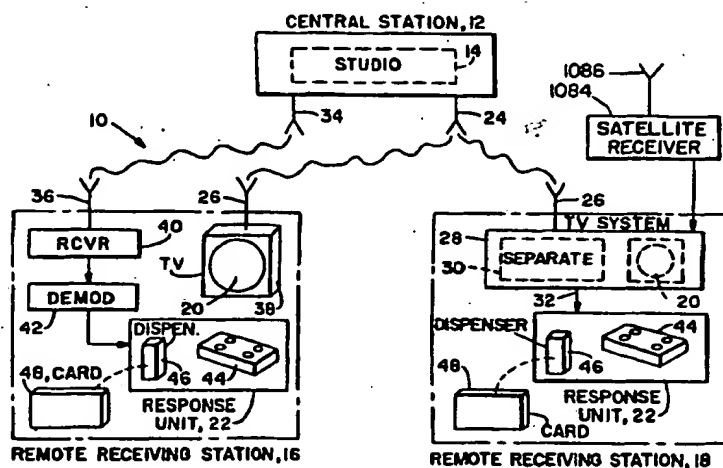 CENTRAL STATION, 12
14
STUDIO
1086
1084
10
34
24
SATELLITE
RECEIVER
36
26
26
TV SYSTEM
RCVR
40
28
TV
SEPARATE
30
DEMOD
20
38
32
20
42
DISPEN.
DISPENSER
44
48, CARD
46
44
48
46
RESPONSE
UNIT, 22
RESPONSE
UNIT, 22
CARD
REMOTE RECEIVING STATION, 16
REMOTE RECEIVING STATION, 18